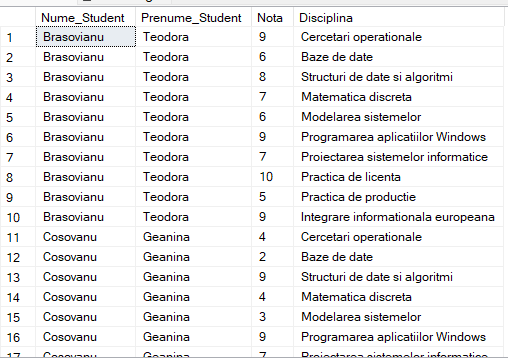 Nume_Student Prenume_Student Nota Disciplina
1 Brasovianu Teodora 9 Cercetari operationale
2 Brasovianu Teodora 6 Baze de date
3 Brasovianu Teodora 8 Structuri de date si algoritmi
4 Brasovianu Teodora 7 Matematica discreta
5 Brasovianu Teodora 6 Modelarea sistemelor
6 Brasovianu Teodora 9 Programarea aplicatiilor Windows
7 Brasovianu Teodora 7 Proiectarea sistemelor informatice
8 Brasovianu Teodora 10 Practica de licenta
9 Brasovianu Teodora 5 Practica de productie
10 Brasovianu Teodora 9 Integrare informationala europeana
11 Cosovanu Geanina 4 Cercetari operationale
12 Cosovanu Geanina 2 Baze de date
13 Cosovanu Geanina 9 Structuri de date si algoritmi
14 Cosovanu Geanina 4 Matematica discreta
15 Cosovanu Geanina 3 Modelarea sistemelor
16 Cosovanu Geanina 9 Programarea aplicatiilor Windows
17 Cosovanu Geanina 7 Proiectarea sistemelor informatice